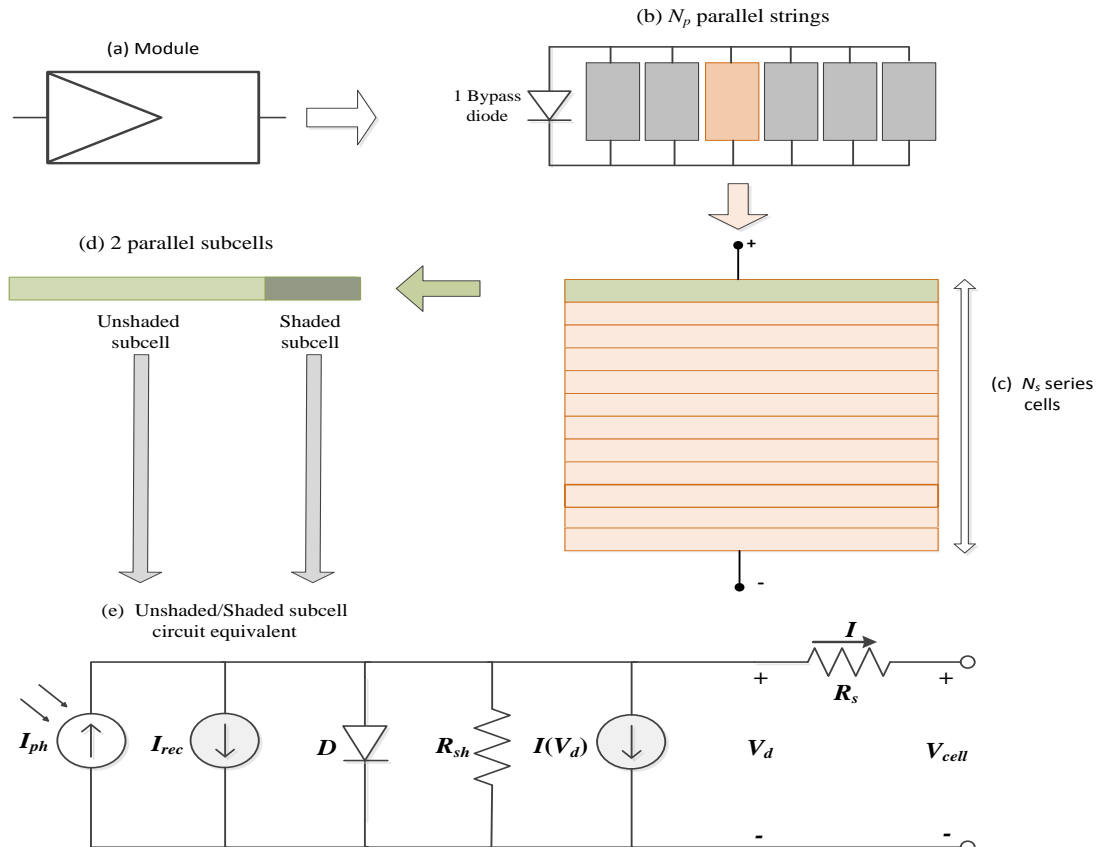 (b) Np parallel strings
(a) Module
1 Bypass
diode
(d) 2 parallel subcells
+
Unshaded
subcell
Shaded
subcell
(c) Ns series
cells
-
(e) Unshaded/Shaded subcell
circuit equivalent
I
+ Rs +
Iph Irec D Rsh I(Vd) Vd Vcell
- -